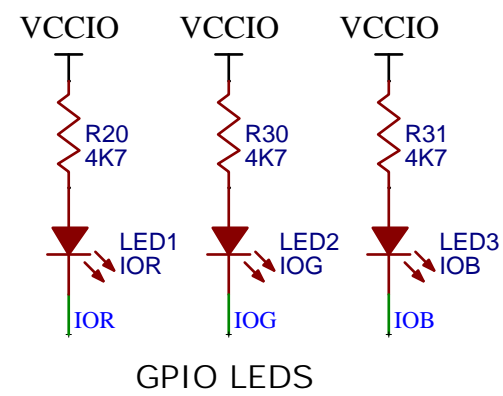 VCCIO VCCIO VCCIO
R20 R30 R31
4K7 4K7 4K7
LED1 LED2 LED3
IOR IOG IOB
IOR IOG IOB
GPIO LEDS